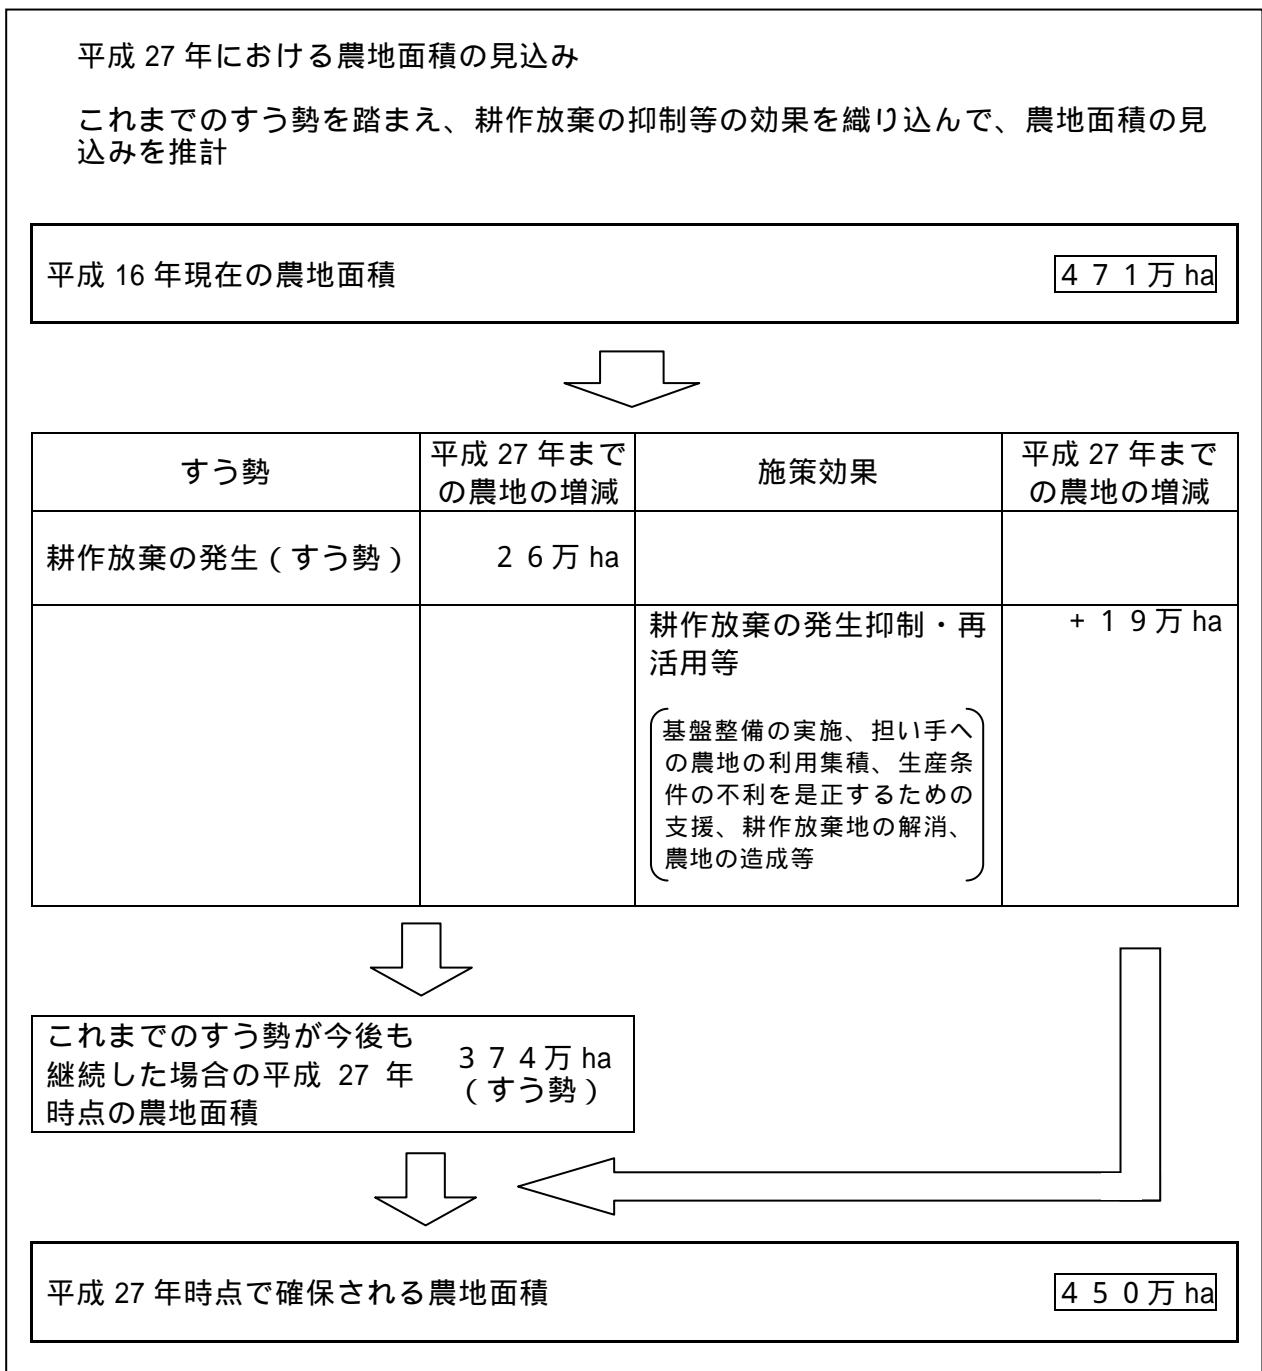 平成 27 年における農地面積の見込み
これまでのすう勢を踏まえ、耕作放棄の抑制等の効果を織り込んで、農地面積の見
込みを推計
平成 16 年現在の農地面積
４７１万 ha
すう勢
平成 27 年まで
の農地の増減
施策効果
平成 27 年まで
の農地の増減
耕作放棄の発生（すう勢）
２６万 ha
耕作放棄の発生抑制・再
活用等
+１９万 ha
基盤整備の実施、担い手へ
の農地の利用集積、生産条
件の不利を是正するための
支援、耕作放棄地の解消、
農地の造成等
これまでのすう勢が今後も
継続した場合の平成 27 年
時点の農地面積
３７４万 ha
（すう勢）
平成 27 年時点で確保される農地面積
４５０万 ha